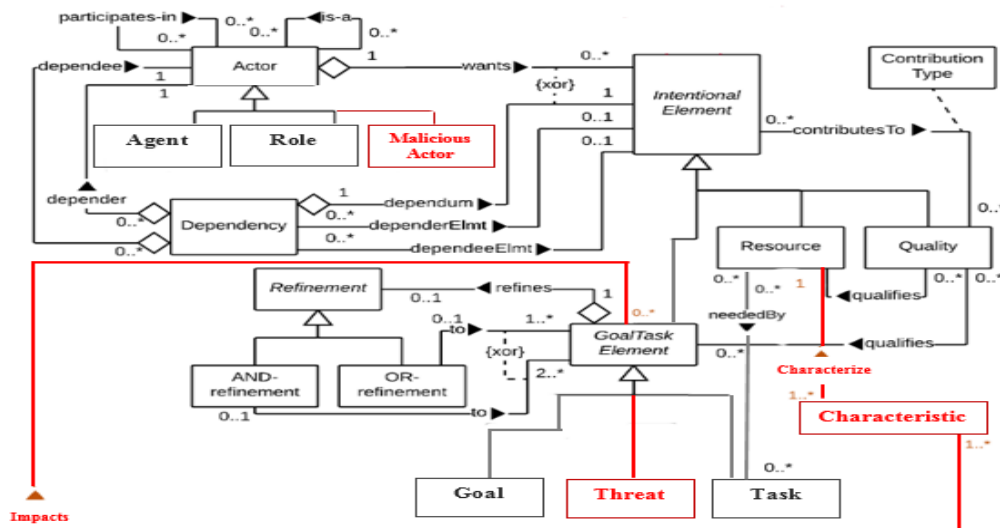 participates-in
0..*
0..*
is-a
0..*
0..*
dependee
Actor
1
1
1
wants
0..*
{xor}
1
0..1
0..1
Intentional
Element
Contribution
Type
0..*
contributesTo
Agent
Role
Malicious
Actor
depender
0..*
0..*
Dependency
1
dependum
0..*
dependerElmt
0..*
dependeeElmt
0..
Resource
Quality
0..*
0..*
1
0..*
0..*
qualifies
neededBy
Refinement
0..1
refines
1
0..*
0..1
to
1..*
{xor}
2..*
GoalTask
Element
0..*
qualifies
Characterize
AND-
refinement
OR-
refinement
0..1
to
1..*
Characteristic
1..*
0..*
Goal
Threat
Task
Impacts